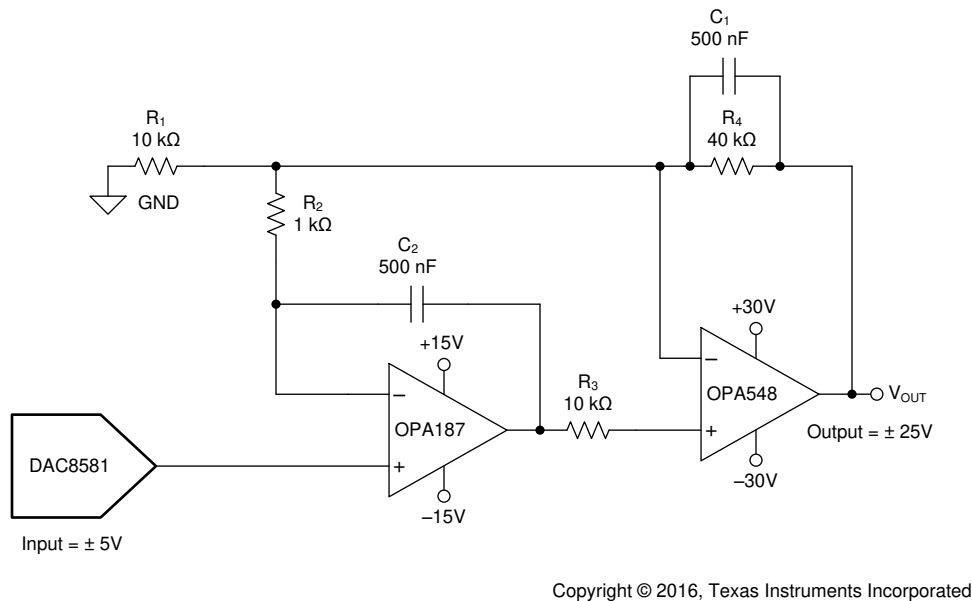 C₁
500 nF
R₁
10 kΩ
R₄
40 kΩ
GND
R₂
1 kΩ
C₂
500 nF
+15V
+30V
−
OPA187
+
R₃
10 kΩ
−
OPA548
+
VOUT
Output = ± 25V
DAC8581
–15V
–30V
Input = ± 5V
Copyright © 2016, Texas Instruments Incorporated